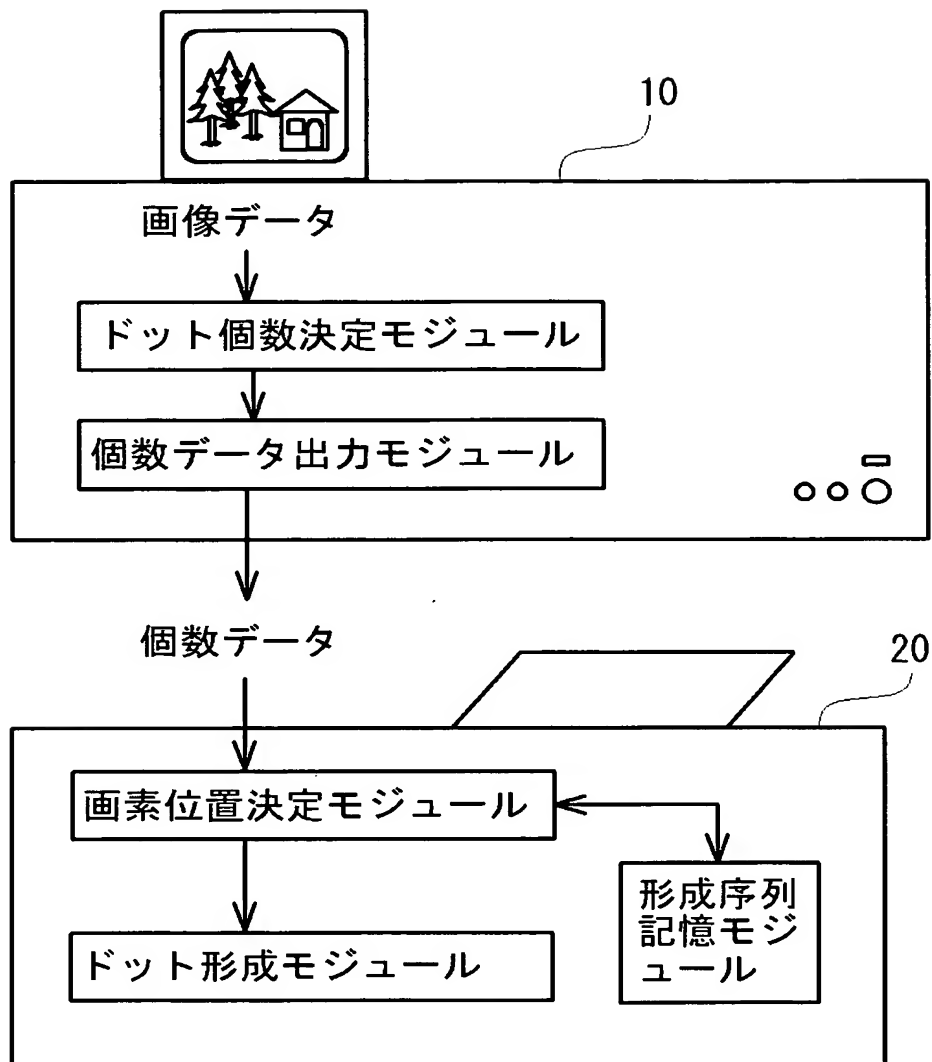 10
画像データ
ドット個数決定モジュール
個数データ出力モジュール
個数データ
20
画素位置決定モジュール
形成序列
記憶モジ
ュール
ドット形成モジュール